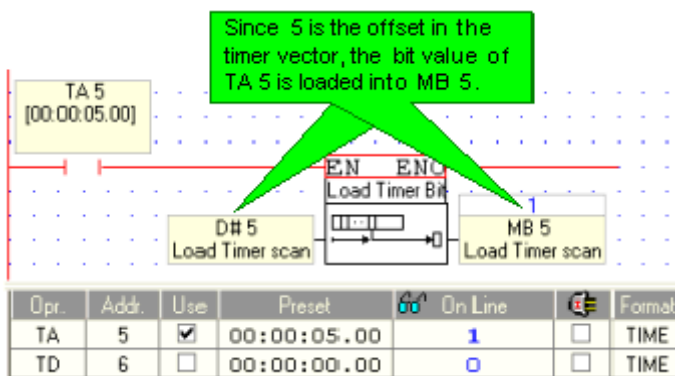 Since 5 is the offset in the
timer vector, the bit value of
TA 5 is loaded into MB 5.
TA 5
[00:00:05.00]
EN ENO
Load Timer Bit
1
D# 5
Load Timer scan
MB 5
Load Timer scan
Opr. Addr. Use Preset On Line Format
TA 5 00:00:05.00 1 TIME
TD 6 00:00:00.00 0 TIME